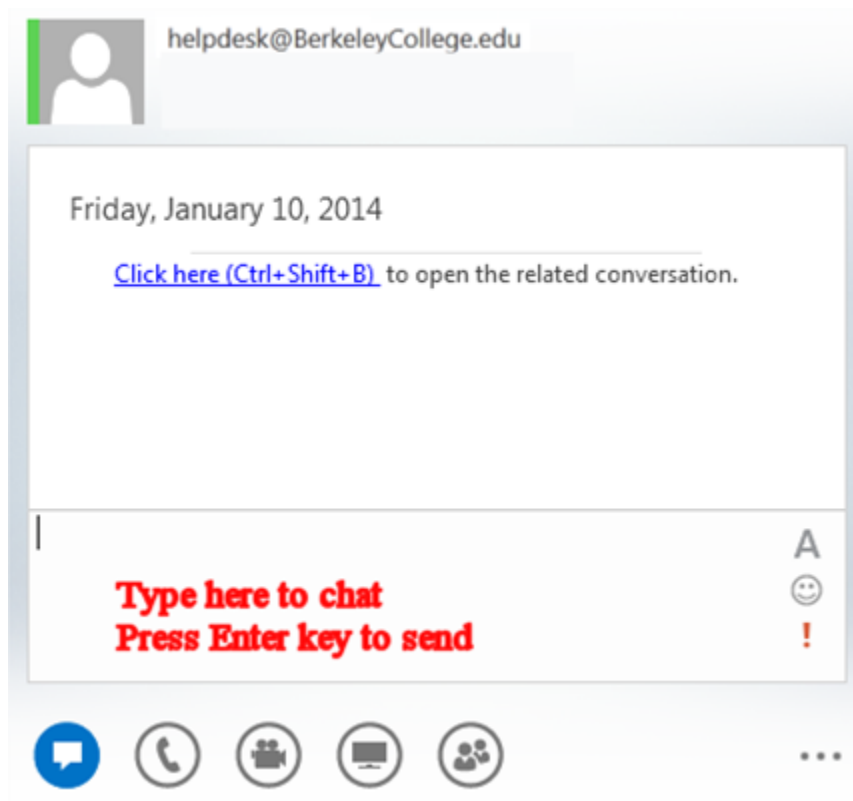 helpdesk@BerkeleyCollege.edu
Friday, January 10, 2014
Click here (Ctrl+Shift+B) to open the related conversation.
A
Type here to chat
!
Press Enter key to send